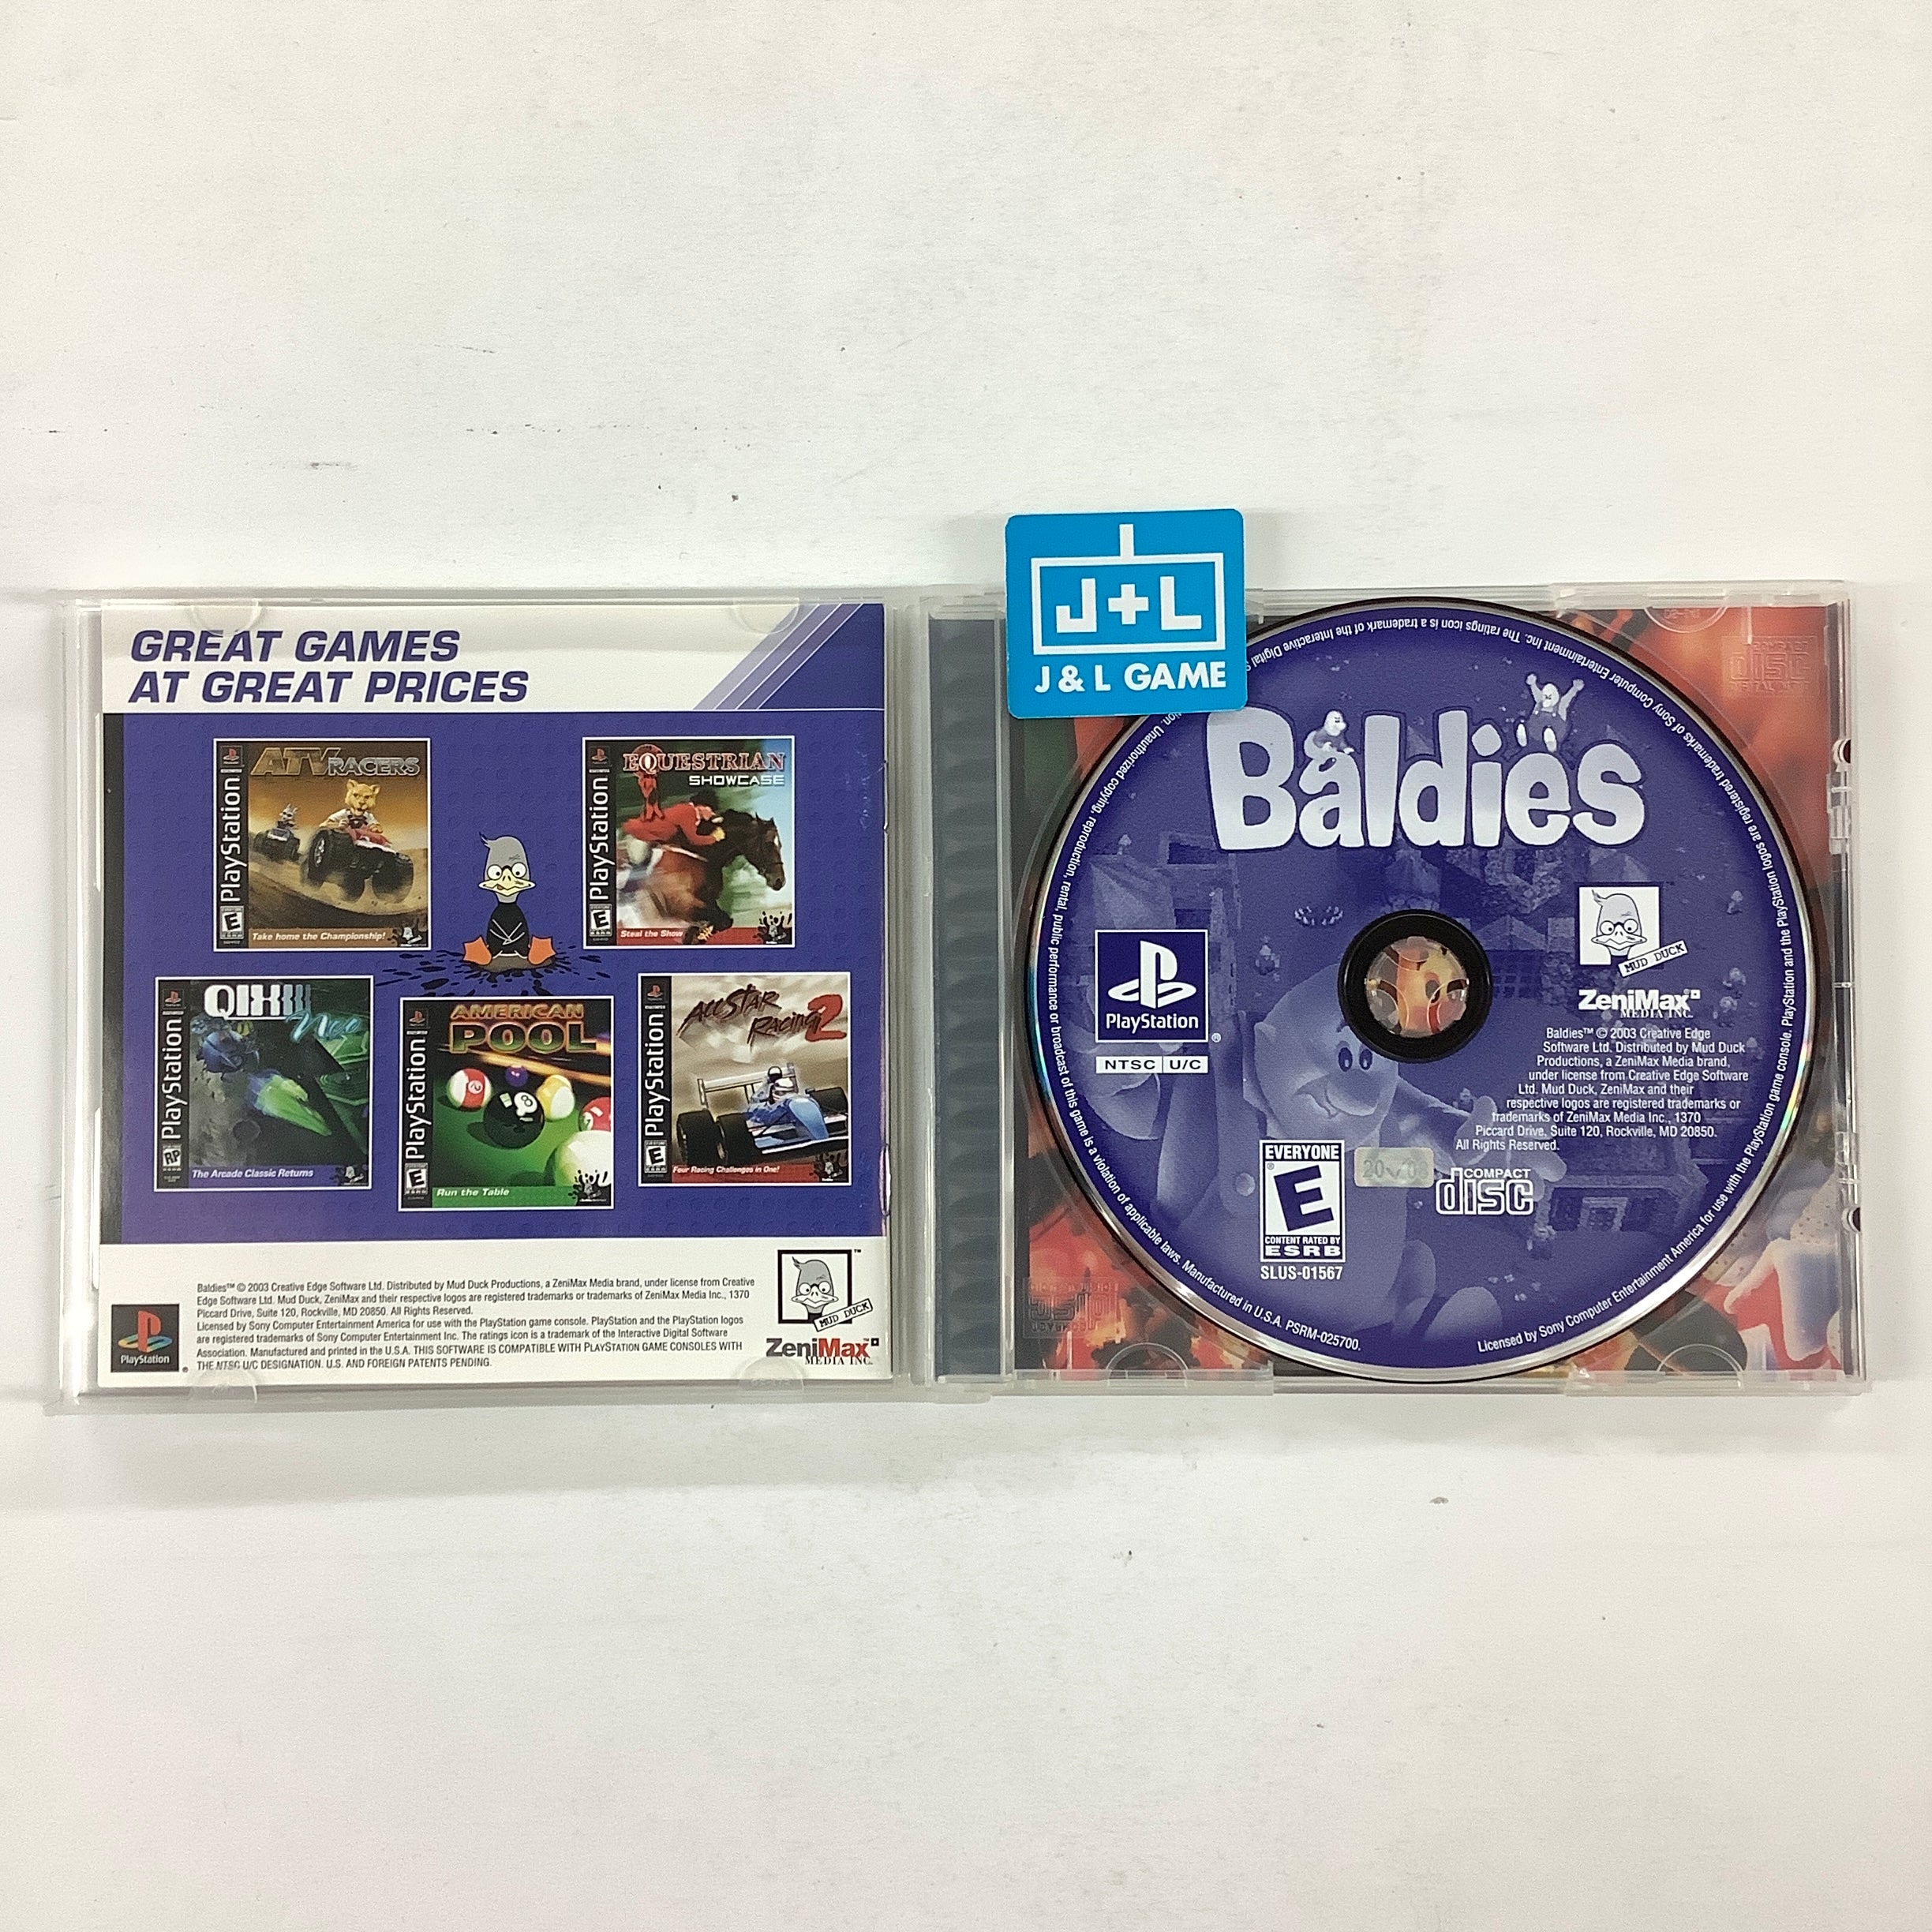 GREAT GAMES
AT GREAT PRICES
PlayStation
ATV RACERS
Take home the Championship!
PlayStation
EQUESTRIAN
SHOWCASE
Steal the Show
PlayStation
QIX
Neo
The Arcade Classic Returns
PlayStation
AMERICAN
POOL
Run the Table
PlayStation
ALL STAR
RACING 2
Four Racing Challenges in One!
Baldies™ © 2003 Creative Edge Software Ltd. Distributed by Mud Duck Productions, a ZeniMax Media brand, under license from Creative
Edge Software Ltd. Mud Duck, ZeniMax and their respective logos are registered trademarks or trademarks of ZeniMax Media Inc., 1370
Piccard Drive, Suite 120, Rockville, MD 20850. All Rights Reserved.
Licensed by Sony Computer Entertainment America for use with the PlayStation game console. PlayStation and the PlayStation logos
are registered trademarks of Sony Computer Entertainment Inc. The ratings icon is a trademark of the Interactive Digital Software
Association. Manufactured and printed in the U.S.A. THIS SOFTWARE IS COMPATIBLE WITH PLAYSTATION GAME CONSOLES WITH
THE NTSC U/C DESIGNATION. U.S. AND FOREIGN PATENTS PENDING.
PlayStation
MUD DUCK
ZeniMax™
MEDIA INC.
J+L
J & L GAME
Baldies
PlayStation
NTSC U/C
MUD DUCK
ZeniMax™
MEDIA INC.
Baldies™ © 2003 Creative Edge
Software Ltd. Distributed by Mud Duck
Productions, a ZeniMax Media brand,
under license from Creative Edge Software
Ltd. Mud Duck, ZeniMax and their
respective logos are registered trademarks or
trademarks of ZeniMax Media Inc., 1370
Piccard Drive, Suite 120, Rockville, MD 20850.
All Rights Reserved.
EVERYONE
E
CONTENT RATED BY
ESRB
SLUS-01567
COMPACT
disc
Licensed by Sony Computer Entertainment America for use with the PlayStation game console. PlayStation and the PlayStation logos are registered trademarks of Sony Computer Entertainment Inc. The ratings icon is a trademark of the Interactive Digital
Unauthorized copying, reproduction, rental, public performance or broadcast of this game is a violation of applicable laws. Manufactured in U.S.A. PSRM-025700.